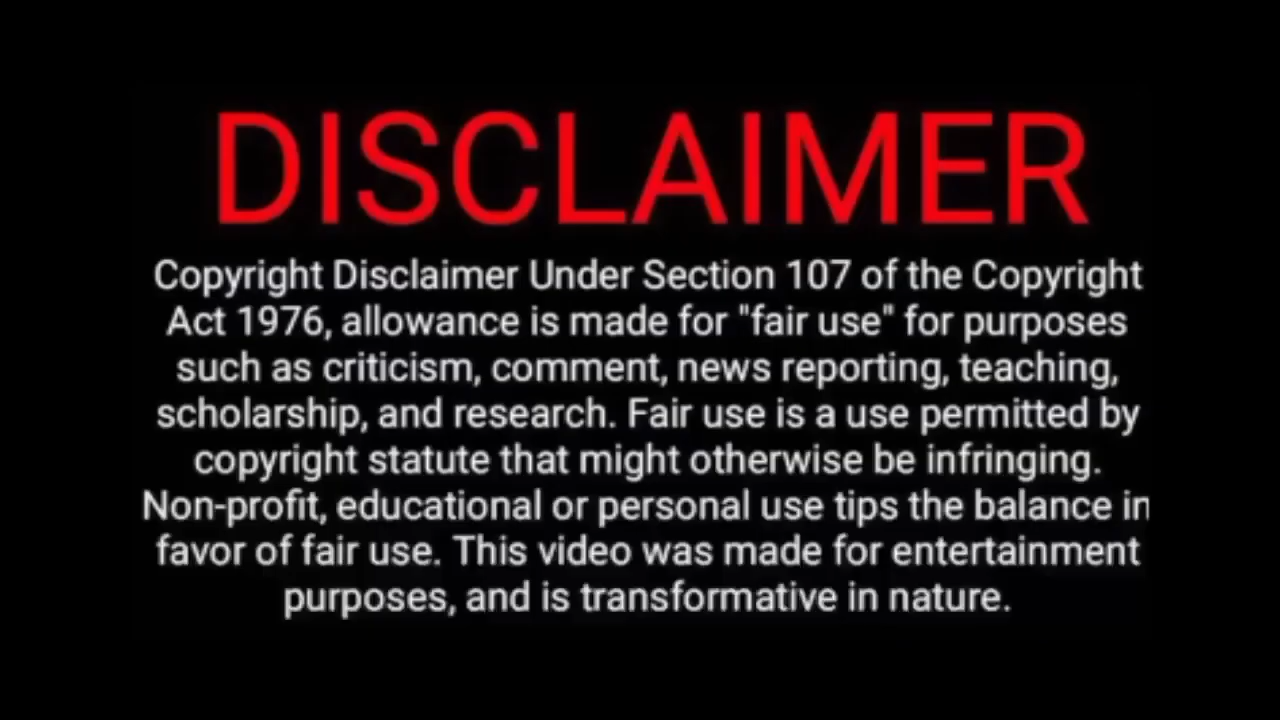 DISCLAIMER
Copyright Disclaimer Under Section 107 of the Copyright
Act 1976, allowance is made for "fair use" for purposes
such as criticism, comment, news reporting, teaching,
scholarship, and research. Fair use is a use permitted by
copyright statute that might otherwise be infringing.
Non-profit, educational or personal use tips the balance in
favor of fair use. This video was made for entertainment
purposes, and is transformative in nature.